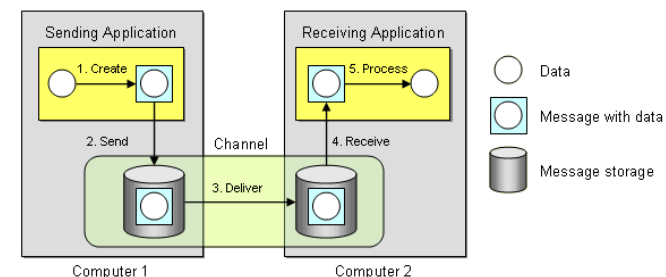 Sending Application
Receiving Application
1. Create
5. Process
Data
Message with data
2. Send
Channel
4. Receive
Message storage
3. Deliver
Computer 1
Computer 2